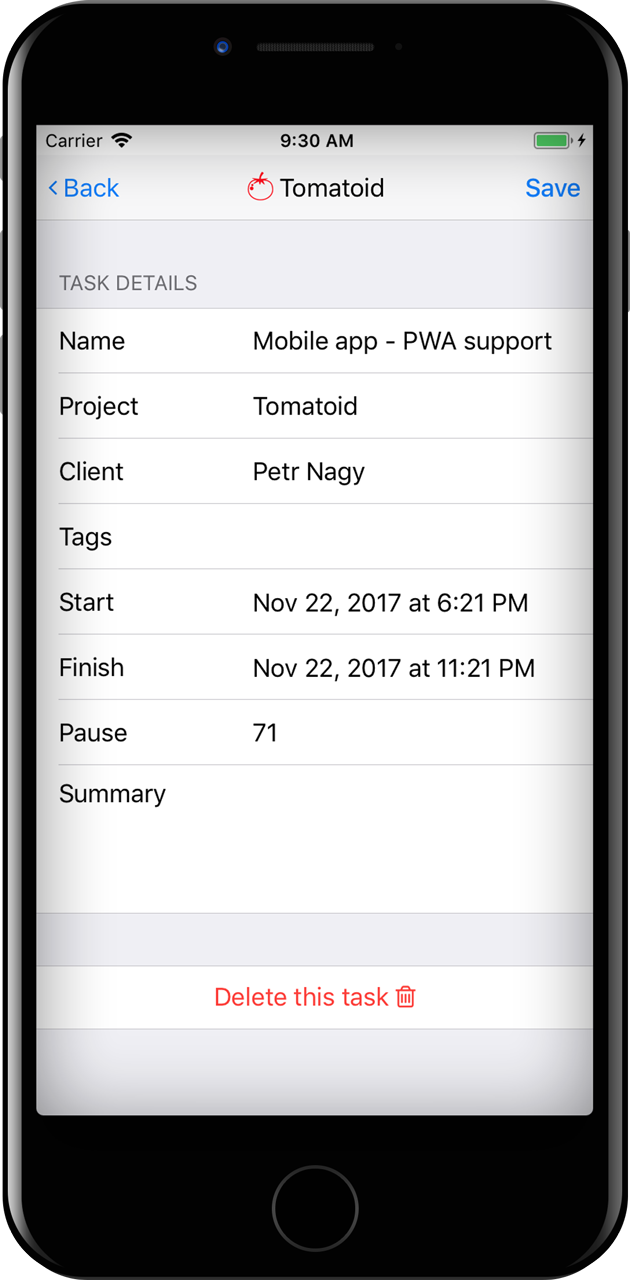 Carrier 9:30 AM
Back Tomatoid Save
TASK DETAILS
Name Mobile app - PWA support
Project Tomatoid
Client Petr Nagy
Tags
Start Nov 22, 2017 at 6:21 PM
Finish Nov 22, 2017 at 11:21 PM
Pause 71
Summary
Delete this task